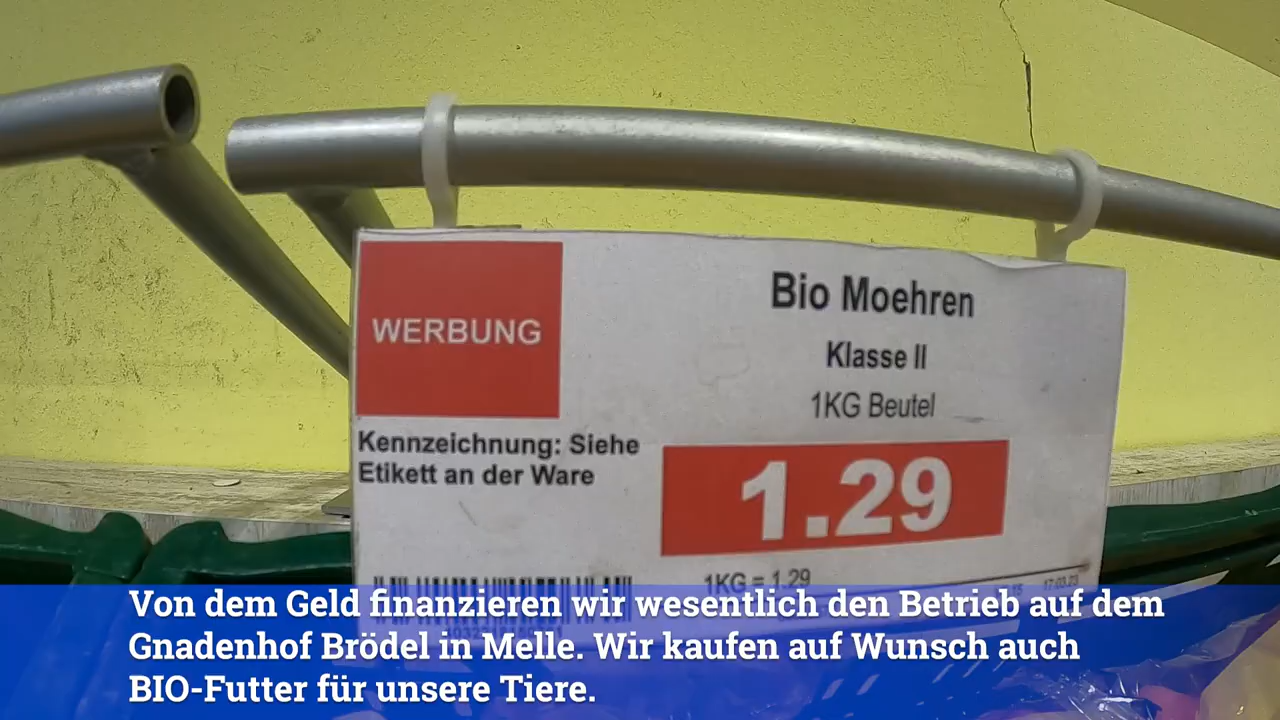 WERBUNG
Bio Moehren
Klasse II
1KG Beutel
Kennzeichnung: Siehe
Etikett an der Ware
1.29
1KG = 1.29
Von dem Geld finanzieren wir wesentlich den Betrieb auf dem
Gnadenhof Brödel in Melle. Wir kaufen auf Wunsch auch
BIO-Futter für unsere Tiere.